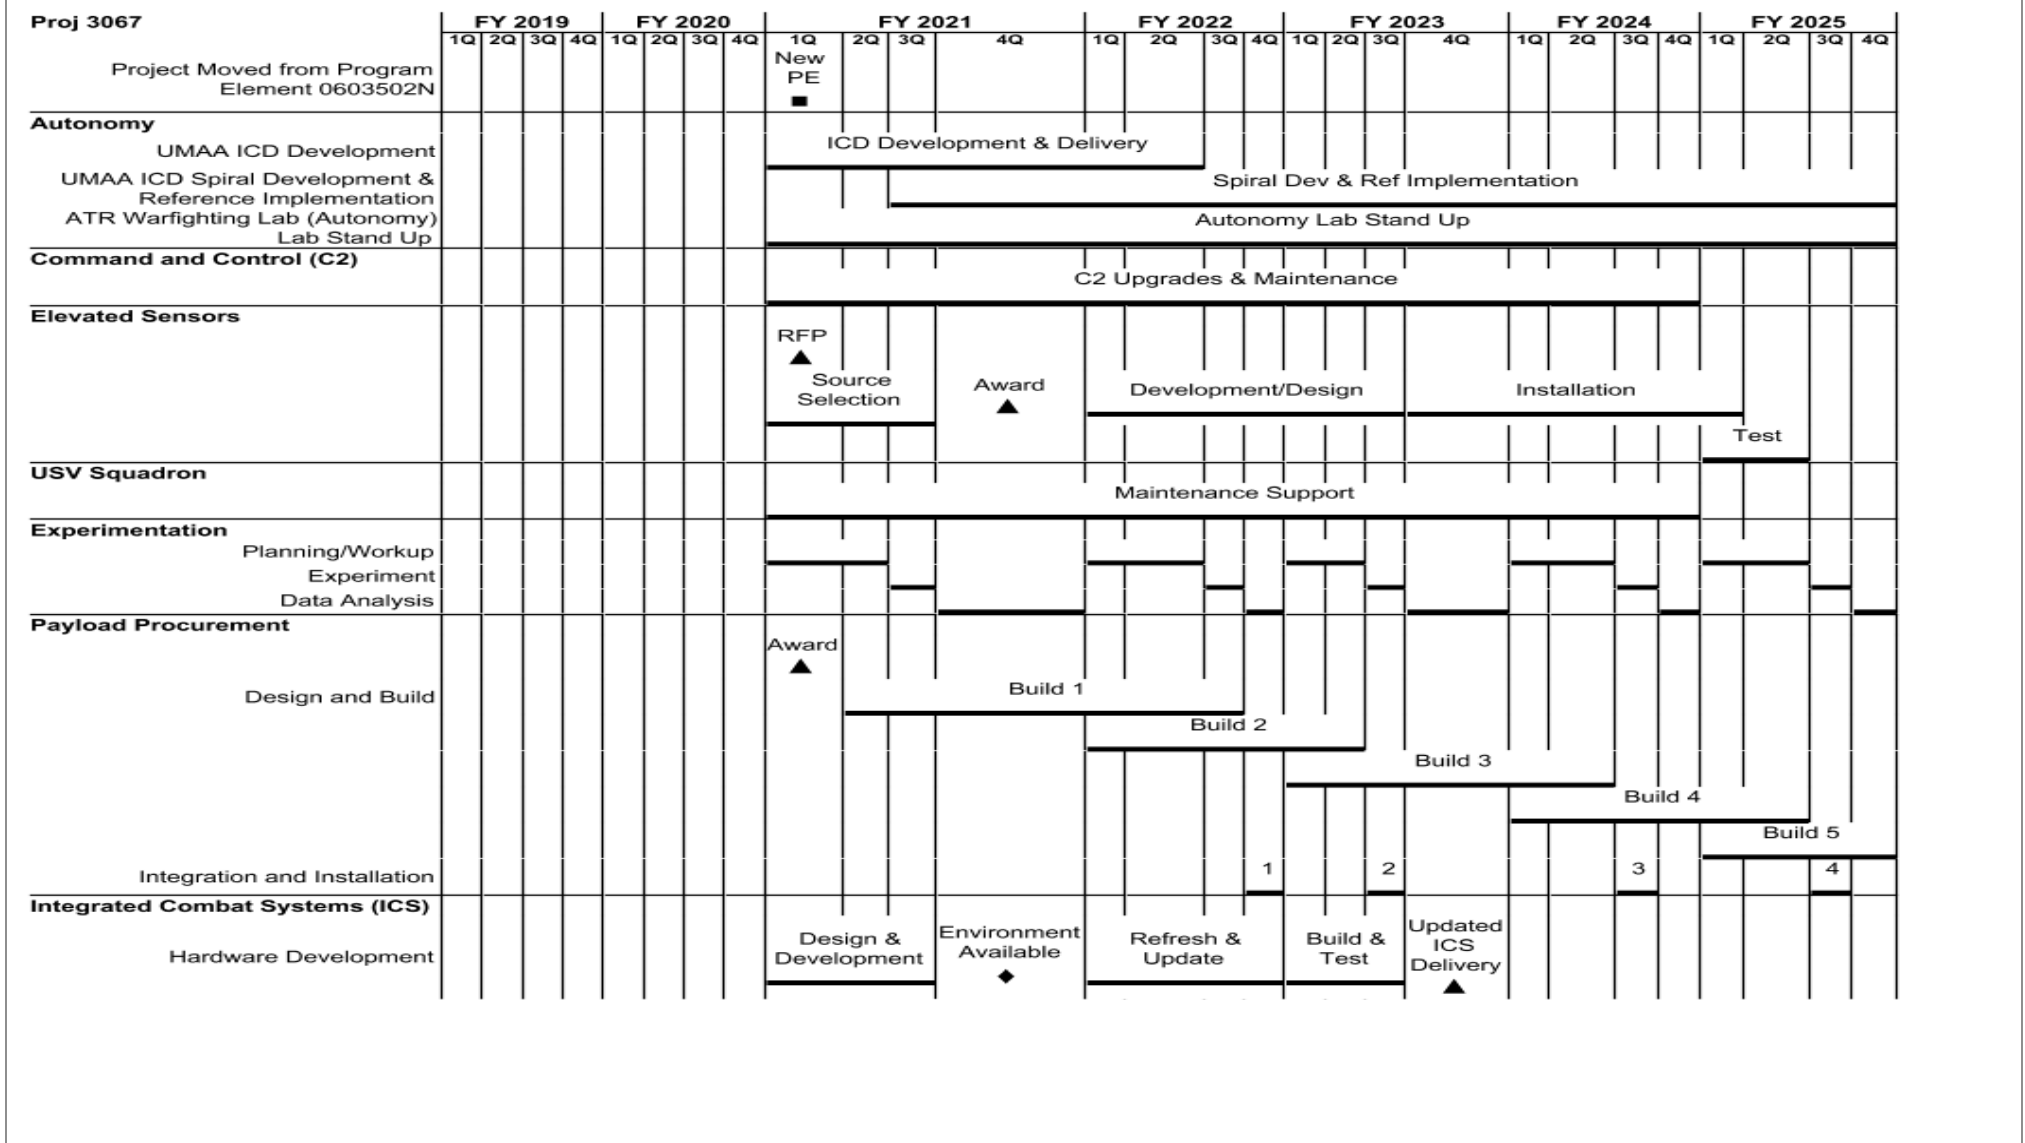 Proj 3067 FY 2019 FY 2020 FY 2021 FY 2022 FY 2023 FY 2024 FY 2025
1Q 2Q 3Q 4Q 1Q 2Q 3Q 4Q 1Q 2Q 3Q 4Q 1Q 2Q 3Q 4Q 1Q 2Q 3Q 4Q 1Q 2Q 3Q 4Q 1Q 2Q 3Q 4Q
Project Moved from Program
Element 0603502N
New
PE
Autonomy
UMAA ICD Development
ICD Development & Delivery
UMAA ICD Spiral Development &
Reference Implementation
Spiral Dev & Ref Implementation
ATR Warfighting Lab (Autonomy)
Lab Stand Up
Autonomy Lab Stand Up
Command and Control (C2)
C2 Upgrades & Maintenance
Elevated Sensors
RFP
Source
Selection
Award
Development/Design
Installation
Test
USV Squadron
Maintenance Support
Experimentation
Planning/Workup
Experiment
Data Analysis
Payload Procurement
Award
Design and Build
Build 1
Build 2
Build 3
Build 4
Build 5
Integration and Installation
1 2 3 4
Integrated Combat Systems (ICS)
Hardware Development
Design &
Development
Environment
Available
Refresh &
Update
Build &
Test
Updated
ICS
Delivery